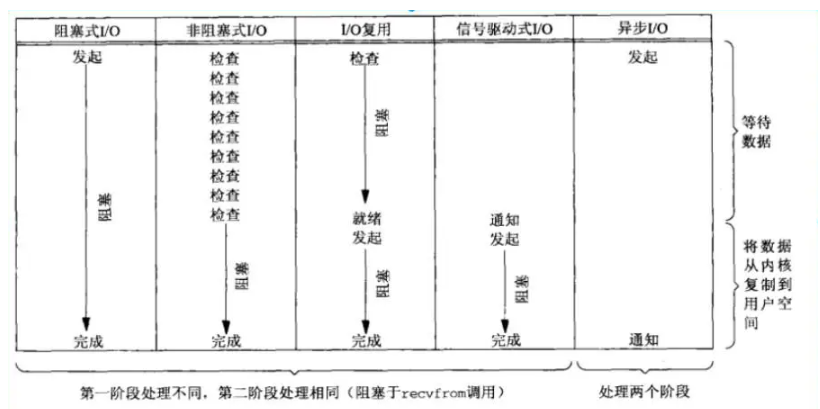 阻塞式I/O 非阻塞式I/O I/O复用 信号驱动式I/O 异步I/O
发起 检查 检查 发起
检查
检查
检查
检查
检查
检查
检查
检查
阻塞
阻塞
等待
数据
就绪 通知
发起 发起
阻塞
阻塞
阻塞
将数据
从内核
复制到
用户空
间
完成 完成 完成 完成 通知
第一阶段处理不同，第二阶段处理相同（阻塞于recvfrom调用） 处理两个阶段